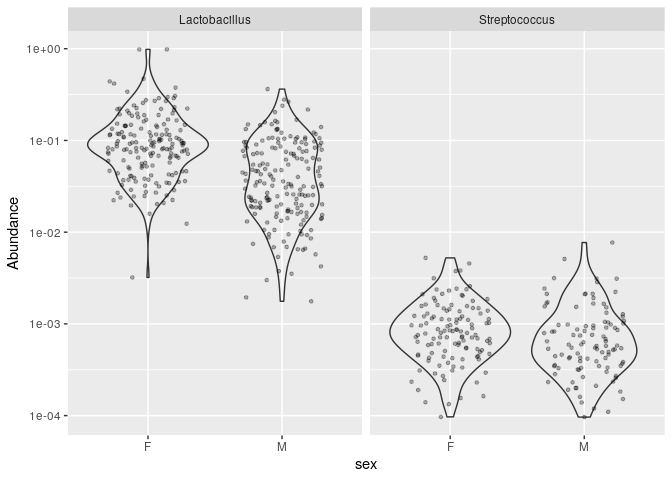 Lactobacillus
Streptococcus
Abundance
1e+00
1e-01
1e-02
1e-03
1e-04
F
M
F
M
sex